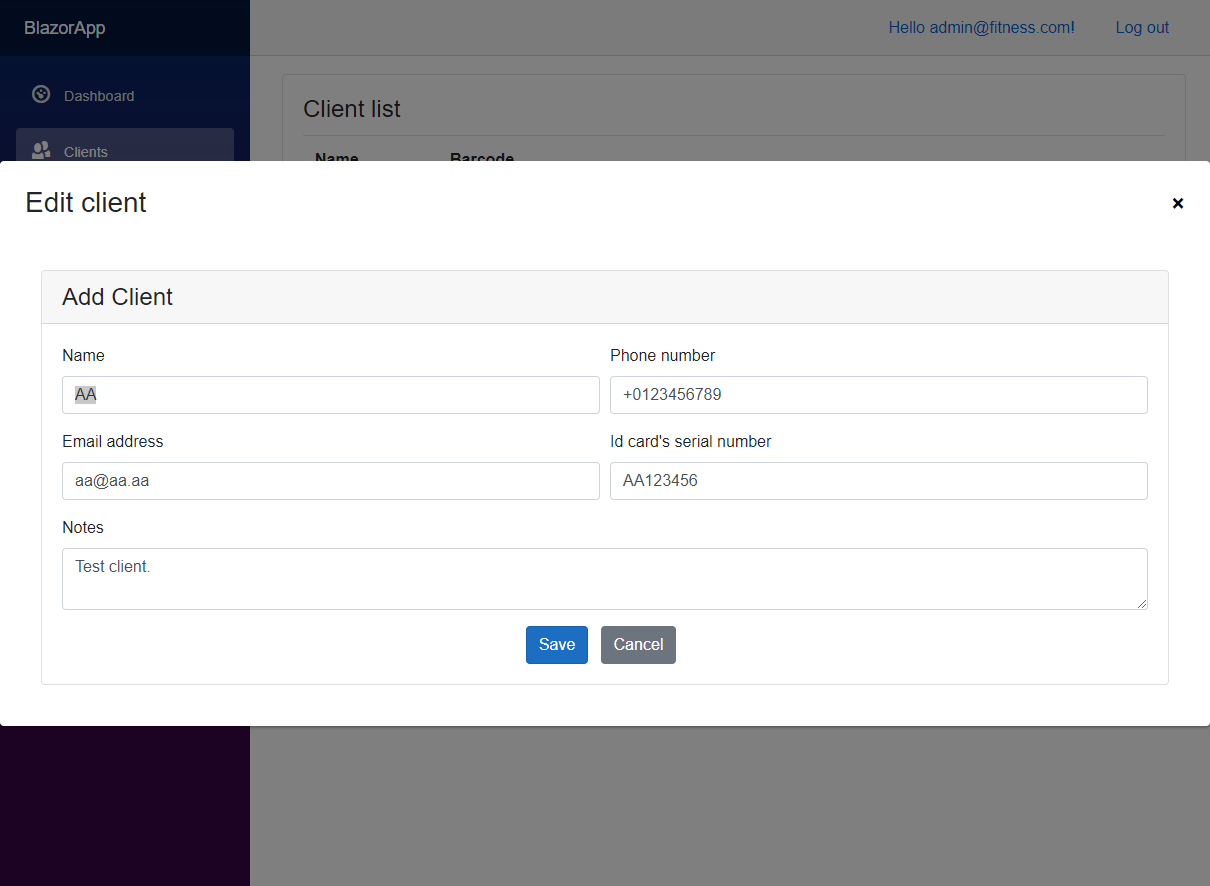 BlazorApp
Hello admin@fitness.com! Log out
Dashboard
Clients
Client list
Name Barcode
Edit client
×
Add Client
Name Phone number
AA +0123456789
Email address Id card's serial number
aa@aa.aa AA123456
Notes
Test client.
Save Cancel